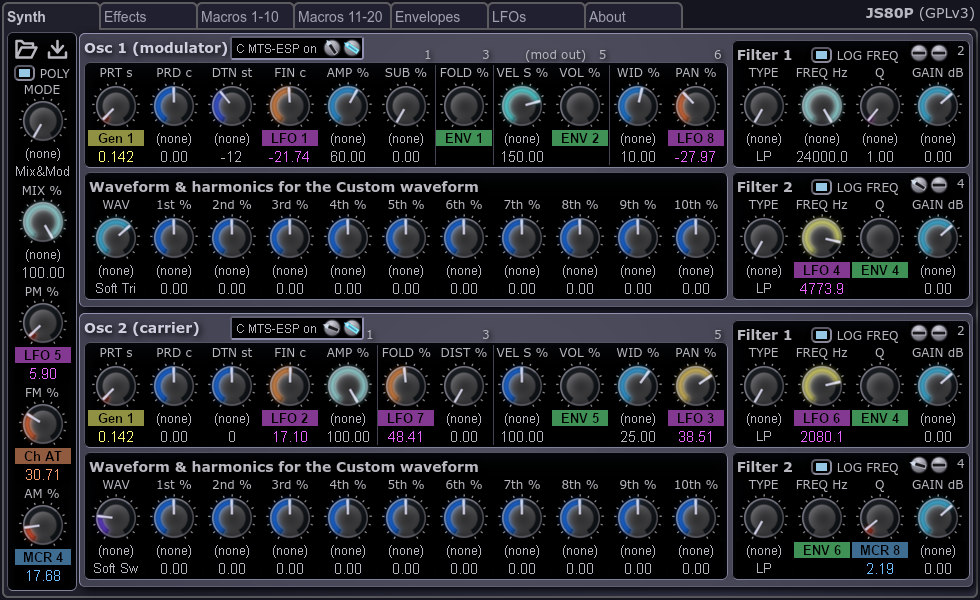 Synth Effects Macros 1-10 Macros 11-20 Envelopes LFOs About JS80P (GPLv3)
POLY
MODE
(none)
Mix&Mod
MIX %
(none)
100.00
PM %
LFO 5
5.90
FM %
Ch AT
30.71
AM %
MCR 4
17.68
Osc 1 (modulator) C MTS-ESP on 1 3 (mod out) 5 6
PRT s PRD c DTN st FIN c AMP % SUB % FOLD % VEL S % VOL % WID % PAN %
Gen 1 (none) (none) LFO 1 (none) (none) ENV 1 (none) ENV 2 (none) LFO 8
0.142 0.00 -12 -21.74 60.00 0.00 150.00 10.00 -27.97
Filter 1 LOG FREQ 2
TYPE FREQ Hz Q GAIN dB
(none) (none) (none) (none)
LP 24000.0 1.00 0.00
Waveform & harmonics for the Custom waveform
WAV 1st % 2nd % 3rd % 4th % 5th % 6th % 7th % 8th % 9th % 10th %
(none) (none) (none) (none) (none) (none) (none) (none) (none) (none) (none)
Soft Tri 0.00 0.00 0.00 0.00 0.00 0.00 0.00 0.00 0.00 0.00
Filter 2 LOG FREQ 4
TYPE FREQ Hz Q GAIN dB
(none) LFO 4 ENV 4 (none)
LP 4773.9 0.00
Osc 2 (carrier) C MTS-ESP on 1 3 5
PRT s PRD c DTN st FIN c AMP % FOLD % DIST % VEL S % VOL % WID % PAN %
Gen 1 (none) (none) LFO 2 (none) LFO 7 (none) (none) ENV 5 (none) LFO 3
0.142 0.00 0 17.10 100.00 48.41 0.00 100.00 25.00 38.51
Filter 1 LOG FREQ 2
TYPE FREQ Hz Q GAIN dB
(none) LFO 6 ENV 4 (none)
LP 2080.1 0.00
Waveform & harmonics for the Custom waveform
WAV 1st % 2nd % 3rd % 4th % 5th % 6th % 7th % 8th % 9th % 10th %
(none) (none) (none) (none) (none) (none) (none) (none) (none) (none) (none)
Soft Sw 0.00 0.00 0.00 0.00 0.00 0.00 0.00 0.00 0.00 0.00
Filter 2 LOG FREQ 4
TYPE FREQ Hz Q GAIN dB
(none) ENV 6 MCR 8 (none)
LP 2.19 0.00